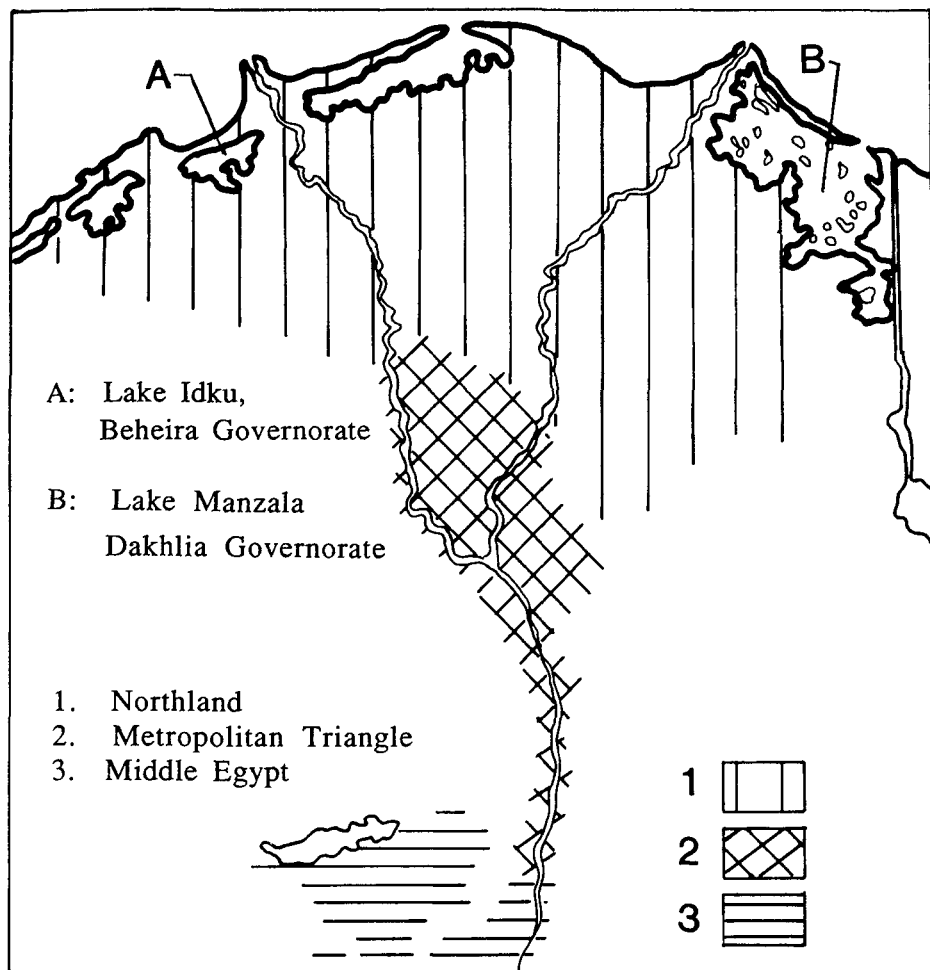 A
B
A: Lake Idku,
Beheira Governorate
B: Lake Manzala
Dakhlia Governorate
1. Northland
2. Metropolitan Triangle
3. Middle Egypt
1
2
3